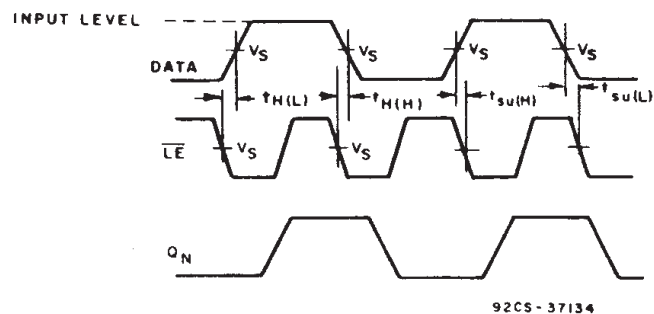 INPUT LEVEL
VS VS VS VS
DATA
tH(L) tH(H) tsu(H) tsu(L)
LE VS VS
QN
92CS-37134